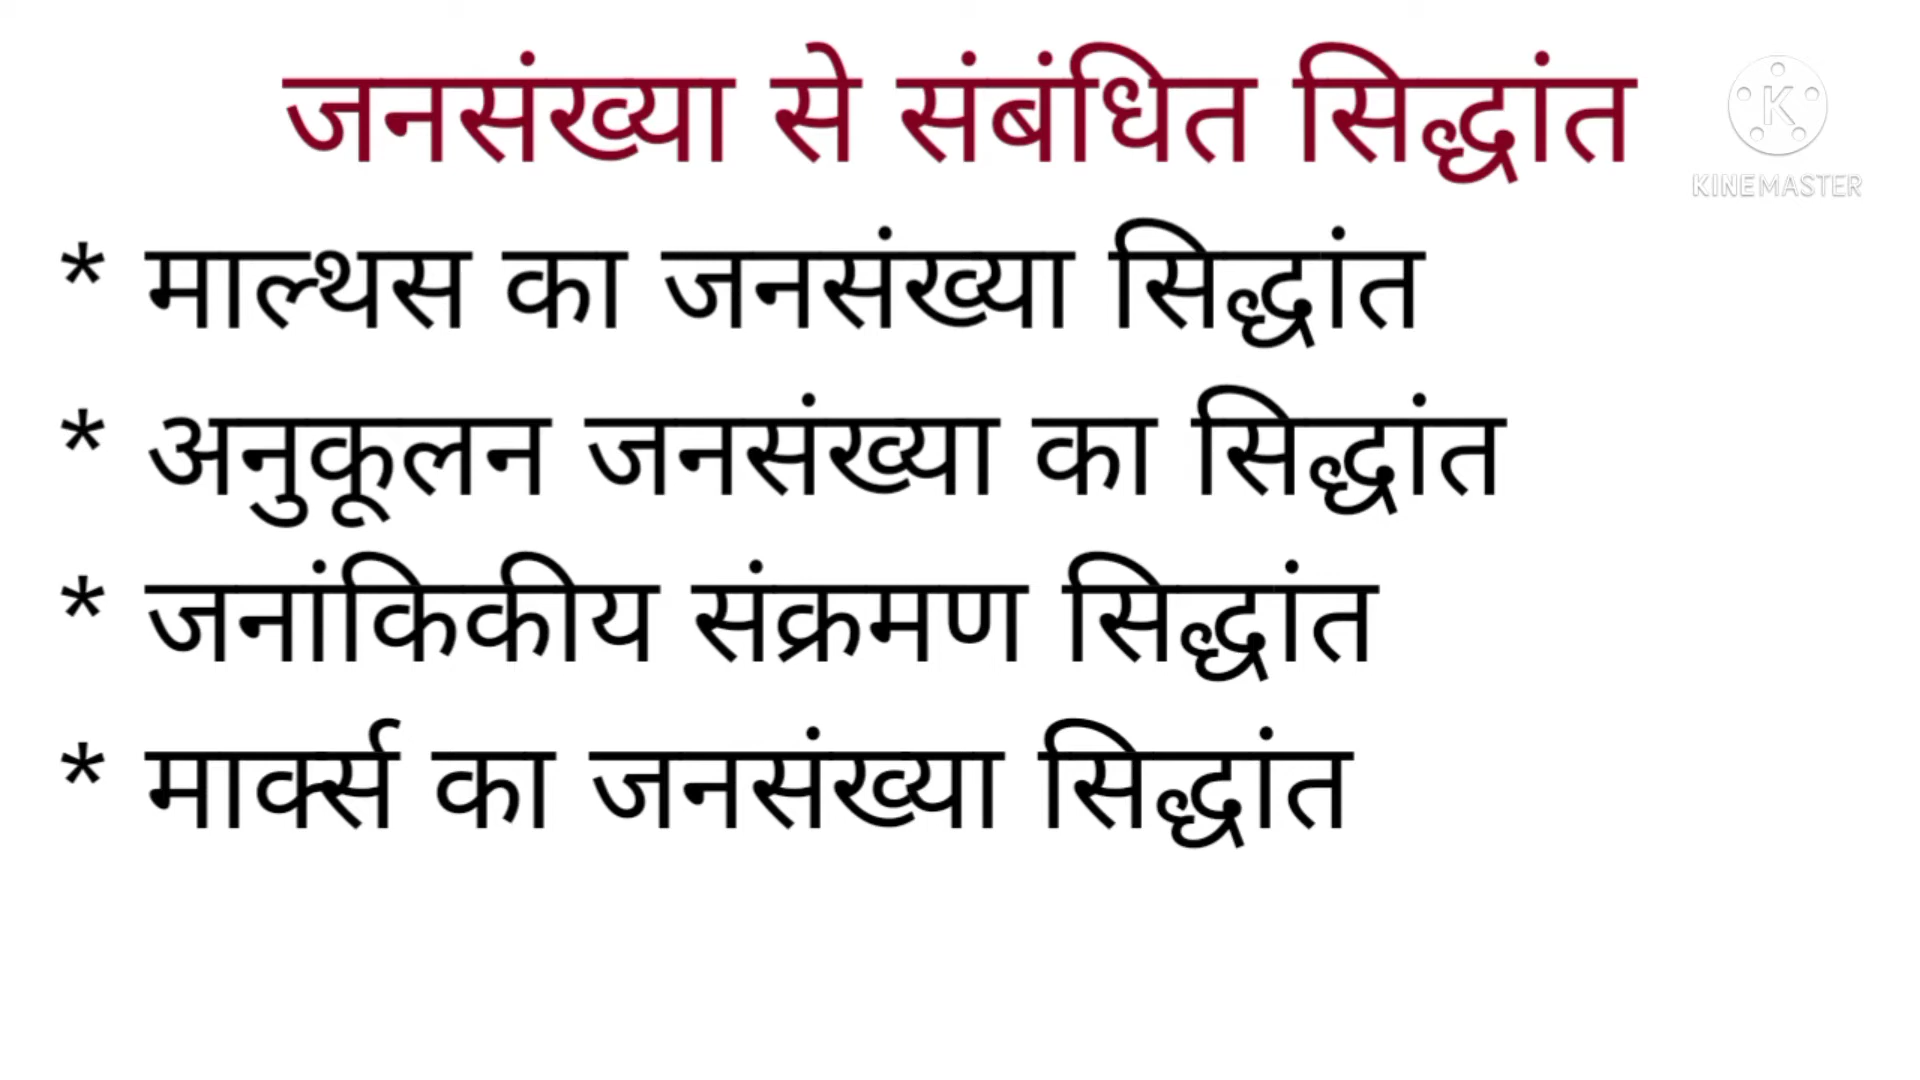 जनसंख्या से संबंधित सिद्धांत
K
KINEMASTER
* माल्थस का जनसंख्या सिद्धांत
* अनुकूलन जनसंख्या का सिद्धांत
* जनांकिकीय संक्रमण सिद्धांत
* मार्क्स का जनसंख्या सिद्धांत